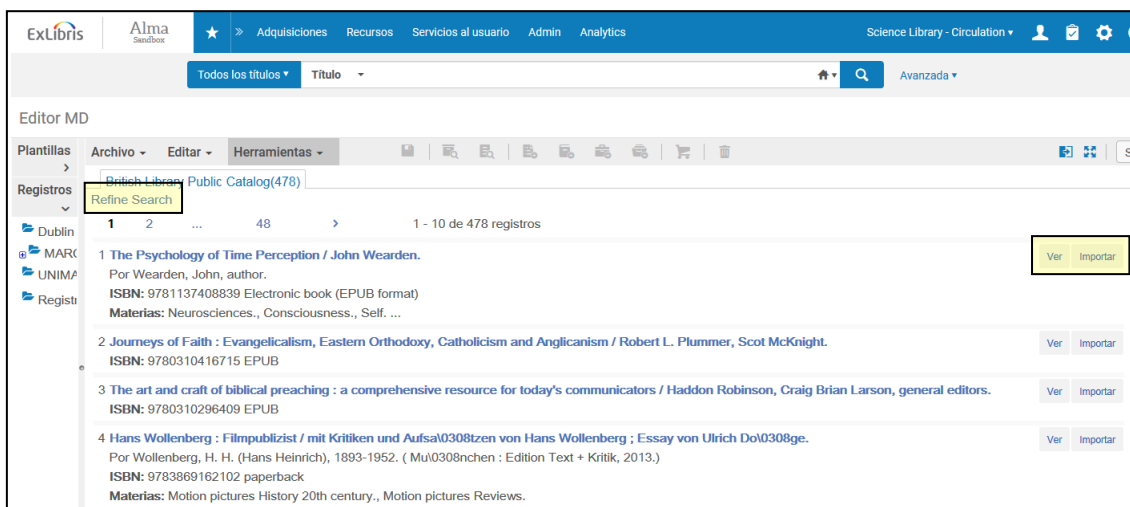 ExLibris Alma Sandbox » Adquisiciones Recursos Servicios al usuario Admin Analytics Science Library - Circulation
Todos los títulos Título Avanzada
Editor MD
Plantillas Archivo Editar Herramientas S
Registros British Library Public Catalog(478)
Refine Search
1 2 ... 48 > 1 - 10 de 478 registros
Dublin
MARC
UNIMA
Registr
1 The Psychology of Time Perception / John Wearden. Ver Importar
Por Wearden, John, author.
ISBN: 9781137408839 Electronic book (EPUB format)
Materias: Neurosciences., Consciousness., Self. ...
2 Journeys of Faith : Evangelicalism, Eastern Orthodoxy, Catholicism and Anglicanism / Robert L. Plummer, Scot McKnight. Ver Importar
ISBN: 9780310416715 EPUB
3 The art and craft of biblical preaching : a comprehensive resource for today's communicators / Haddon Robinson, Craig Brian Larson, general editors. Ver Importar
ISBN: 9780310296409 EPUB
4 Hans Wollenberg : Filmpublizist / mit Kritiken und Aufsa\0308tzen von Hans Wollenberg ; Essay von Ulrich Do\0308ge. Ver Importar
Por Wollenberg, H. H. (Hans Heinrich), 1893-1952. ( Mu\0308nchen : Edition Text + Kritik, 2013.)
ISBN: 9783869162102 paperback
Materias: Motion pictures History 20th century., Motion pictures Reviews.